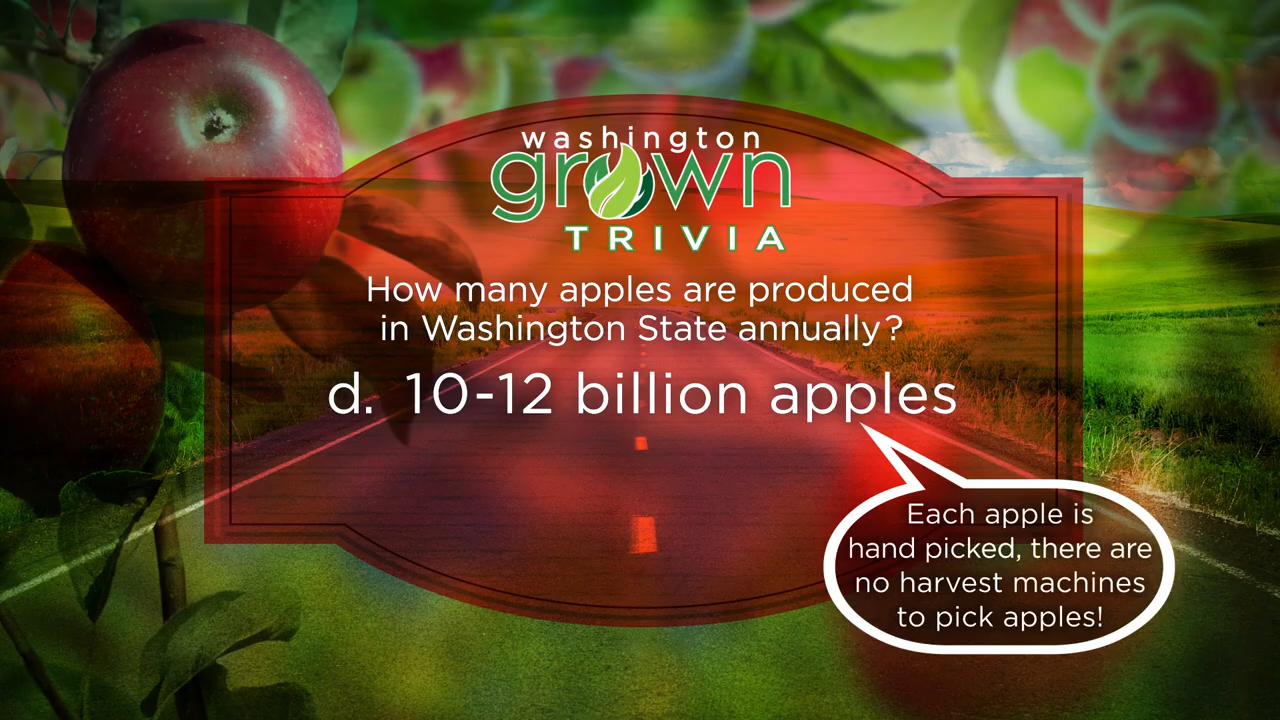 washington
grown
TRIVIA
How many apples are produced
in Washington State annually?
d. 10-12 billion apples
Each apple is
hand picked, there are
no harvest machines
to pick apples!